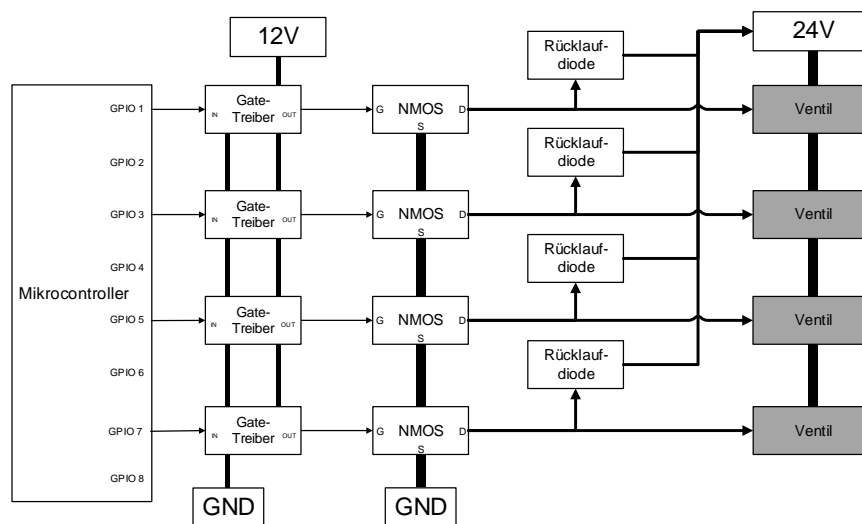 12V
24V
Rücklauf-
diode
GPIO 1
IN
Gate-
Treiber
OUT
G
NMOS
D
S
Ventil
GPIO 2
Rücklauf-
diode
GPIO 3
IN
Gate-
Treiber
OUT
G
NMOS
D
S
Ventil
GPIO 4
Rücklauf-
diode
Mikrocontroller
GPIO 5
IN
Gate-
Treiber
OUT
G
NMOS
D
S
Ventil
GPIO 6
Rücklauf-
diode
GPIO 7
IN
Gate-
Treiber
OUT
G
NMOS
D
S
Ventil
GPIO 8
GND
GND